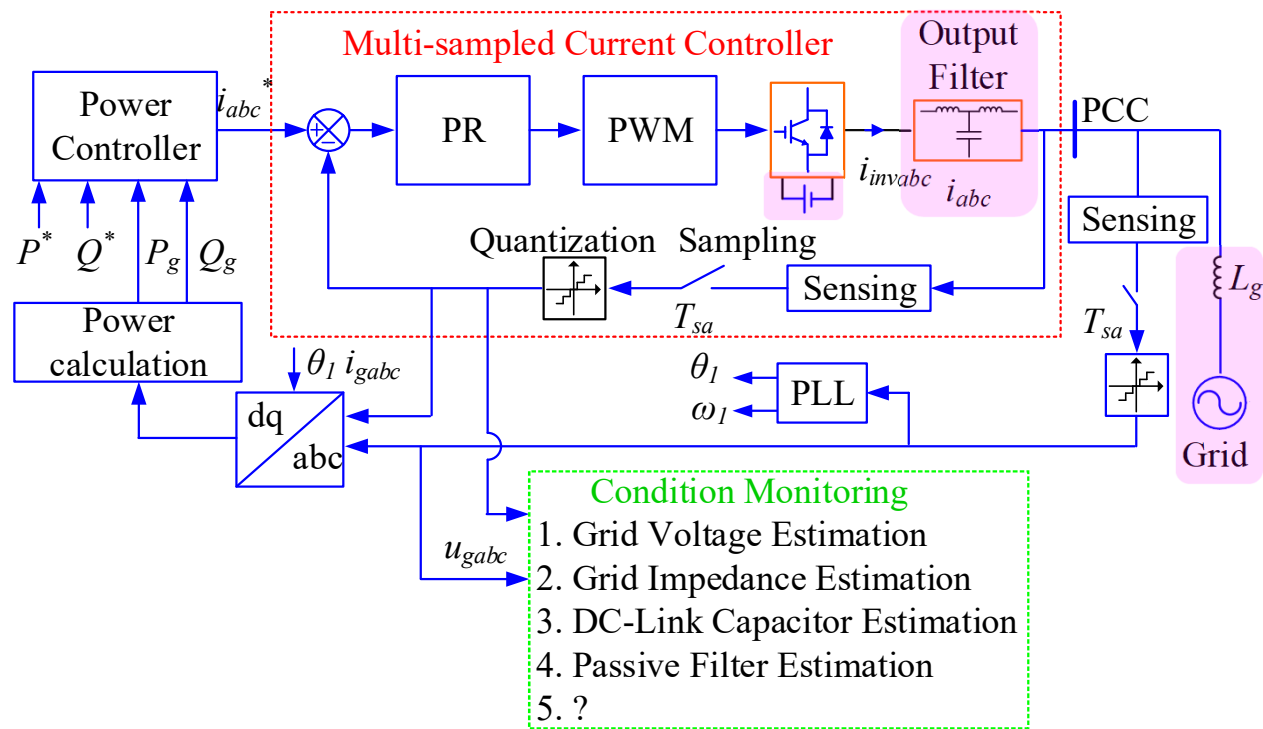 Multi-sampled Current Controller
Output
Filter
Power
Controller
i_abc*
+
−
PR
PWM
PCC
i_invabc
i_abc
Sensing
P*
Q*
P_g
Q_g
Quantization
Sampling
Sensing
T_sa
L_g
T_sa
Power
calculation
θ_1 i_gabc
θ_1
ω_1
PLL
dq
abc
Grid
u_gabc
Condition Monitoring
1. Grid Voltage Estimation
2. Grid Impedance Estimation
3. DC-Link Capacitor Estimation
4. Passive Filter Estimation
5. ?